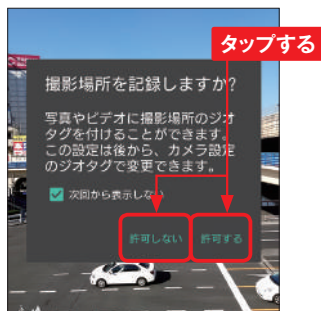 タップする
撮影場所を記録しますか?
写真やビデオに撮影場所のジオ
タグを付けることができます。
この設定は後から、カメラ設定
のジオタグで変更できます。
次回から表示しない
許可しない
許可する